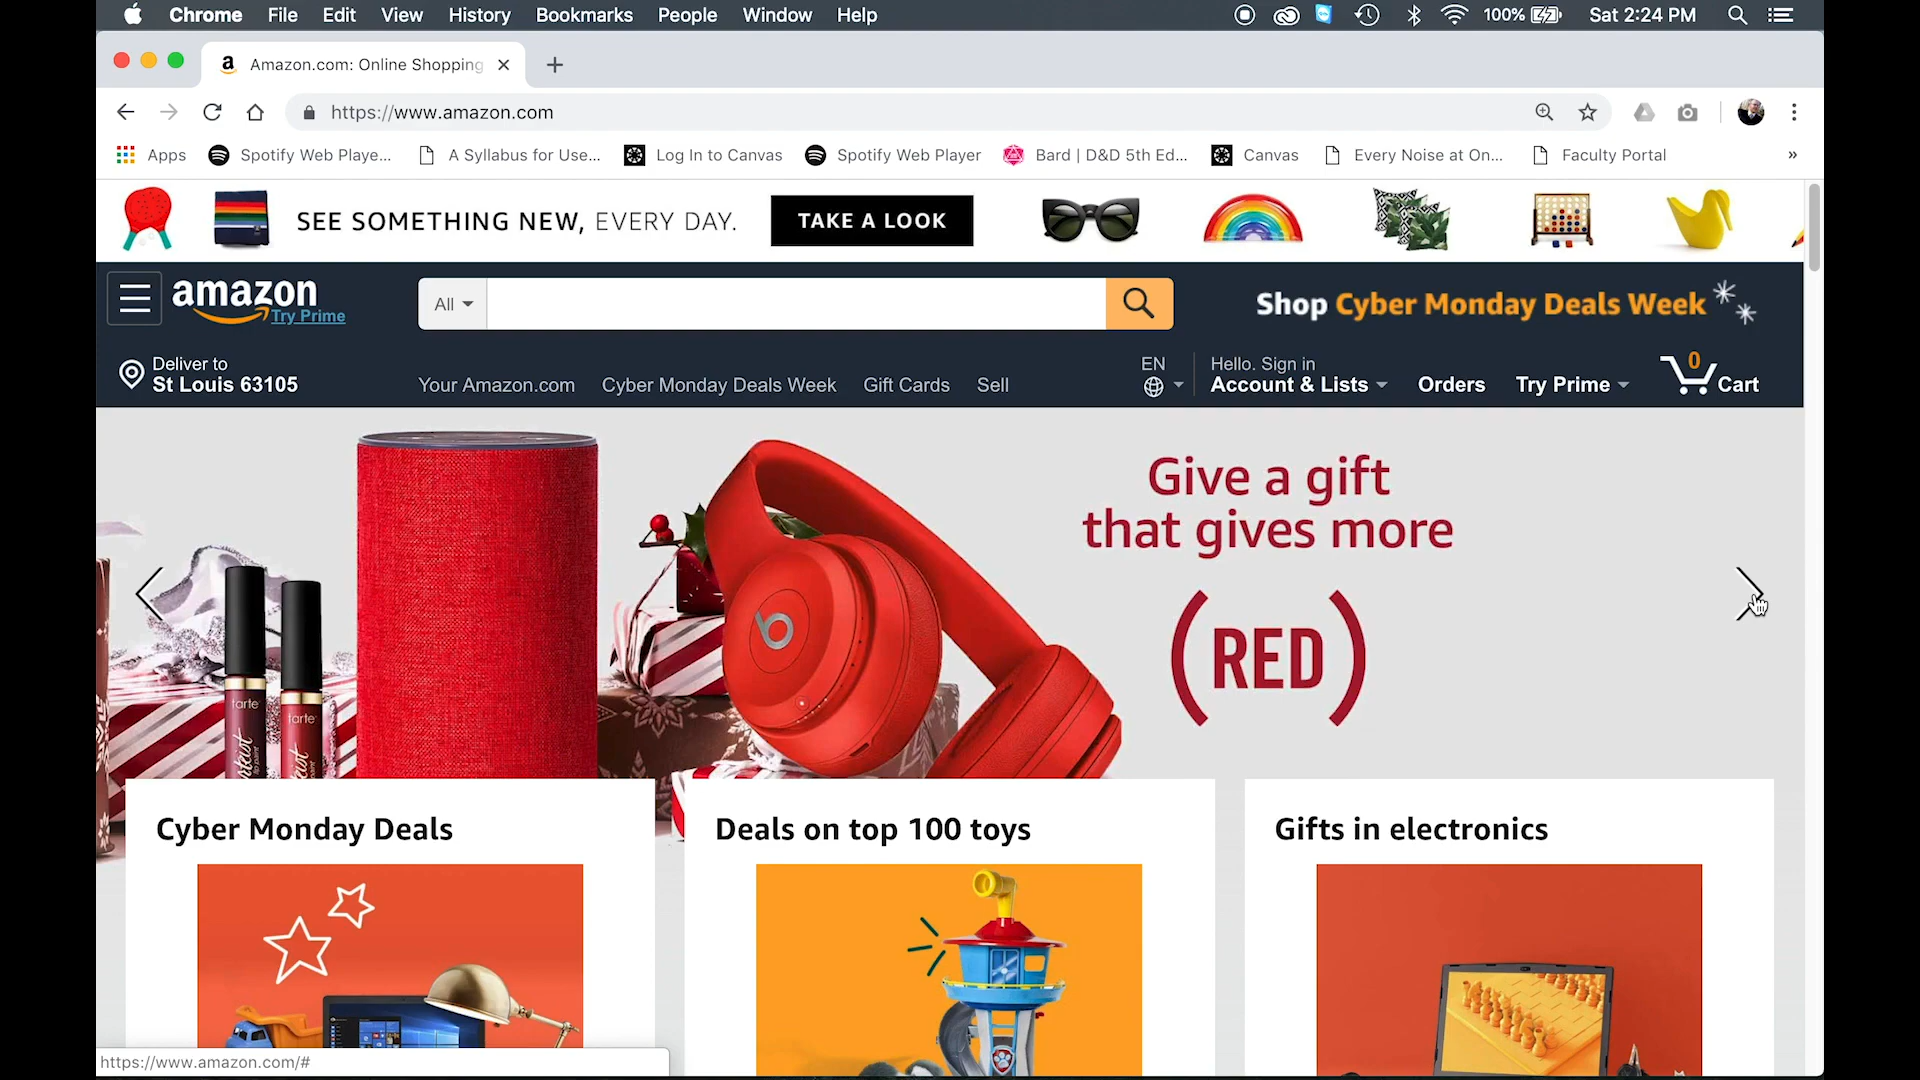 Chrome File Edit View History Bookmarks People Window Help 100% Sat 2:24 PM
Amazon.com: Online Shopping
https://www.amazon.com
Apps Spotify Web Playe... A Syllabus for Use... Log In to Canvas Spotify Web Player Bard | D&D 5th Ed... Canvas Every Noise at On... Faculty Portal »
SEE SOMETHING NEW, EVERY DAY. TAKE A LOOK
amazon
Try Prime
All
Shop Cyber Monday Deals Week
Deliver to
St Louis 63105
Your Amazon.com Cyber Monday Deals Week Gift Cards Sell
EN
Hello. Sign in
Account & Lists
Orders
Try Prime
0
Cart
Give a gift
that gives more
(RED)
b
tarte
tarte
Cyber Monday Deals
Deals on top 100 toys
Gifts in electronics
https://www.amazon.com/#